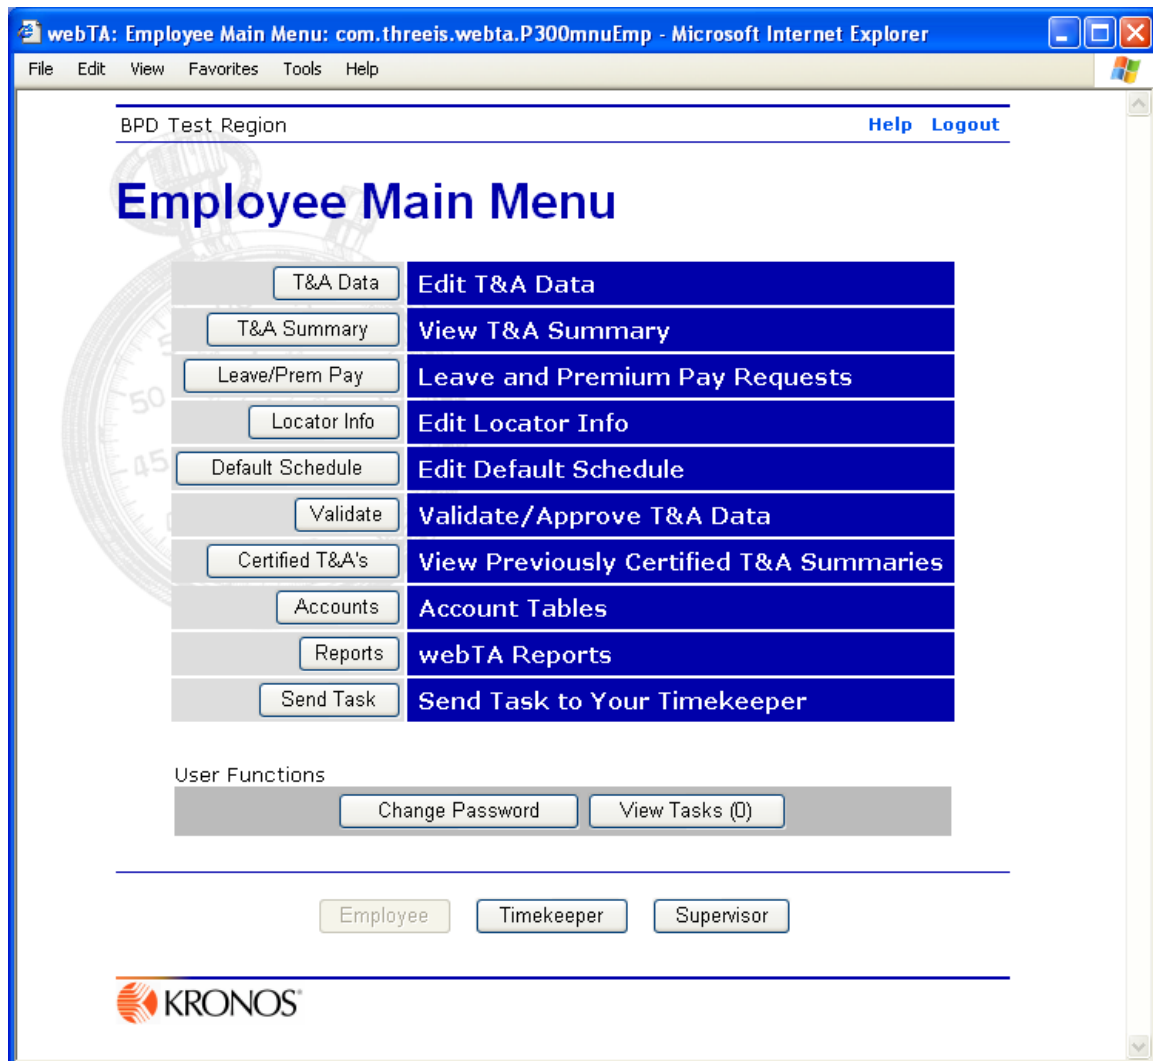 webTA: Employee Main Menu: com.threeis.webta.P300mnuEmp - Microsoft Internet Explorer
File Edit View Favorites Tools Help
BPD Test Region Help Logout
Employee Main Menu
T&A Data Edit T&A Data
T&A Summary View T&A Summary
Leave/Prem Pay Leave and Premium Pay Requests
Locator Info Edit Locator Info
Default Schedule Edit Default Schedule
Validate Validate/Approve T&A Data
Certified T&A's View Previously Certified T&A Summaries
Accounts Account Tables
Reports webTA Reports
Send Task Send Task to Your Timekeeper
50
45
User Functions
Change Password View Tasks (0)
Employee Timekeeper Supervisor
KRONOS